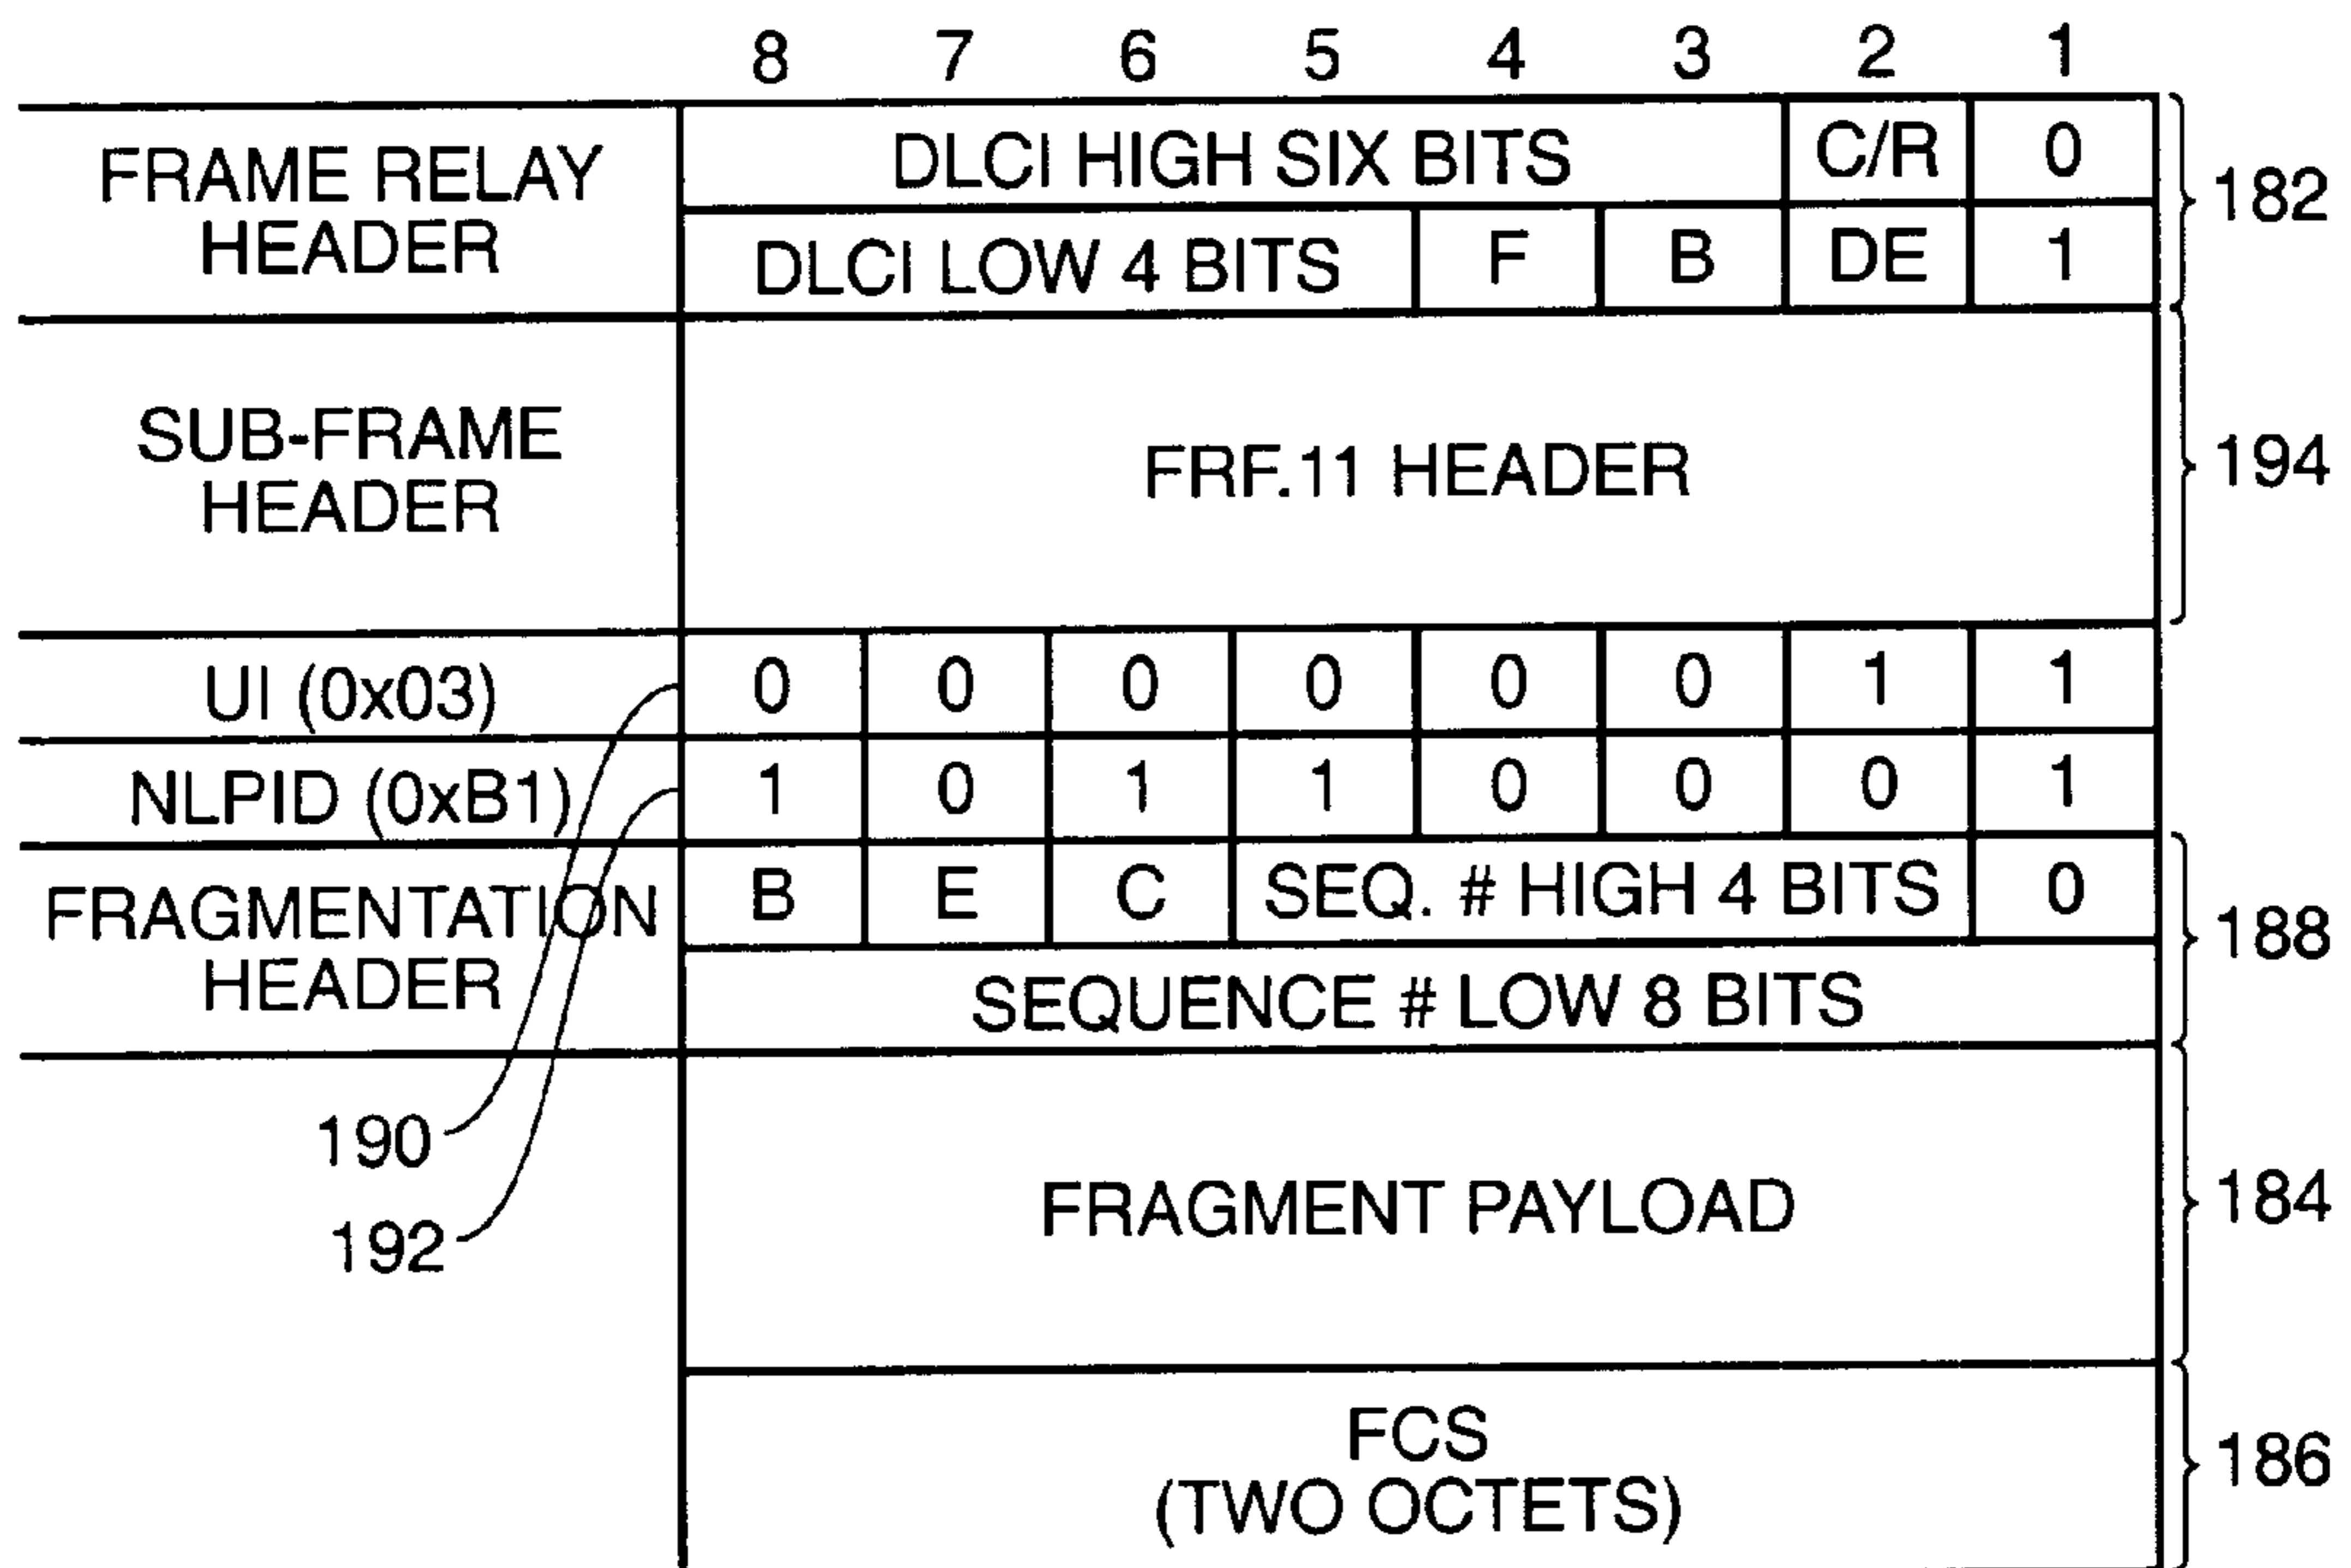 8 7 6 5 4 3 2 1
FRAME RELAY
HEADER
DLCI HIGH SIX BITS C/R 0
182
DLCI LOW 4 BITS F B DE 1
SUB-FRAME
HEADER
FRF.11 HEADER
194
UI (0x03) 0 0 0 0 0 0 1 1
NLPID (0xB1) 1 0 1 1 0 0 0 1
FRAGMENTATION
HEADER
B E C SEQ. # HIGH 4 BITS 0
188
SEQUENCE # LOW 8 BITS
190
192
FRAGMENT PAYLOAD
184
FCS
(TWO OCTETS)
186